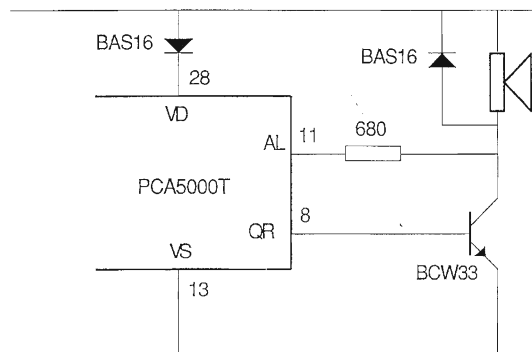 BAS16
BAS16
28
VD
680
AL
11
PCA5000T
8
QR
VS
BCW33
13